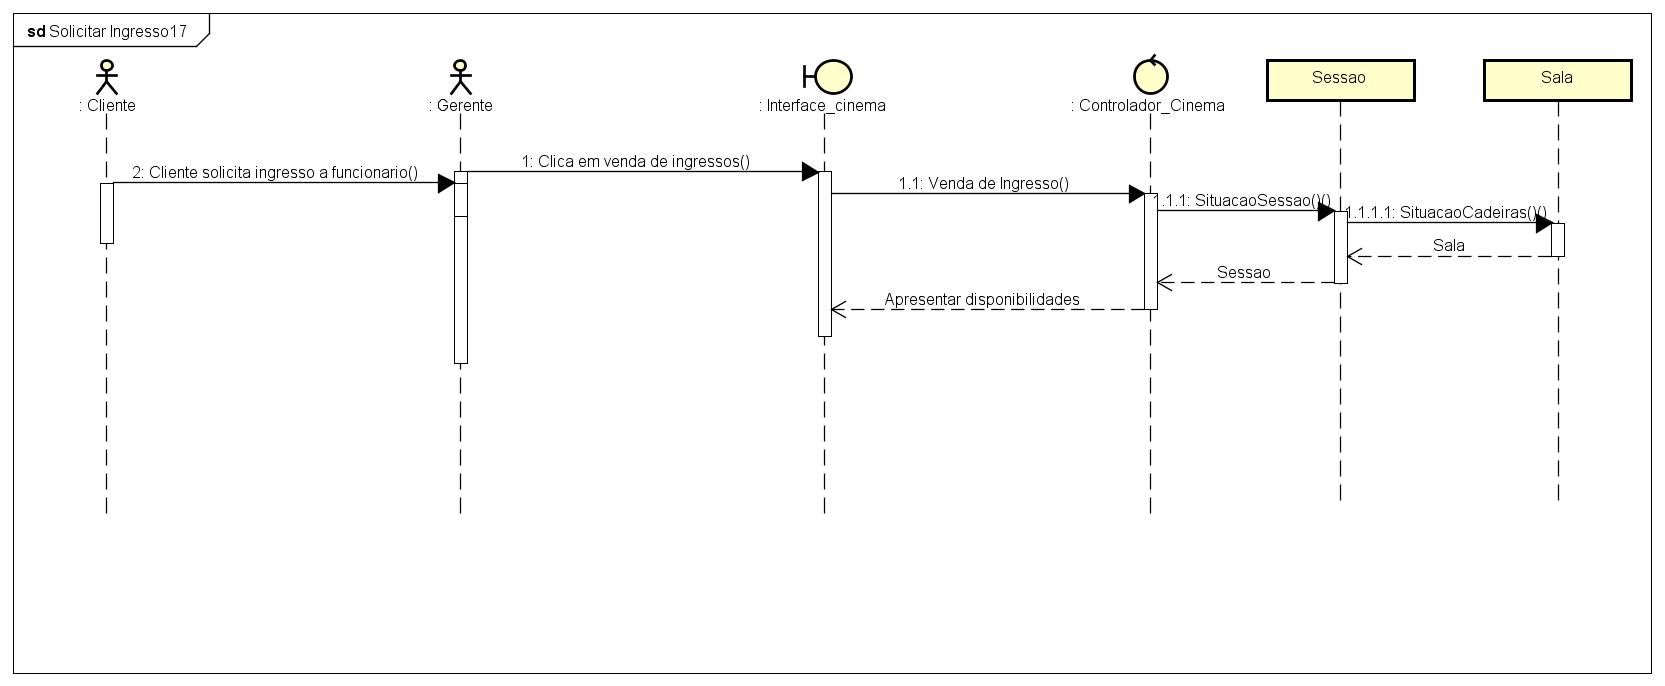 sd Solicitar Ingresso17
: Cliente
: Gerente
: Interface_cinema
: Controlador_Cinema
Sessao
Sala
1: Clica em venda de ingressos()
2: Cliente solicita ingresso a funcionario()
1.1: Venda de Ingresso()
1.1.1: SituacaoSessao()()
1.1.1.1: SituacaoCadeiras()()
Sala
Sessao
Apresentar disponibilidades